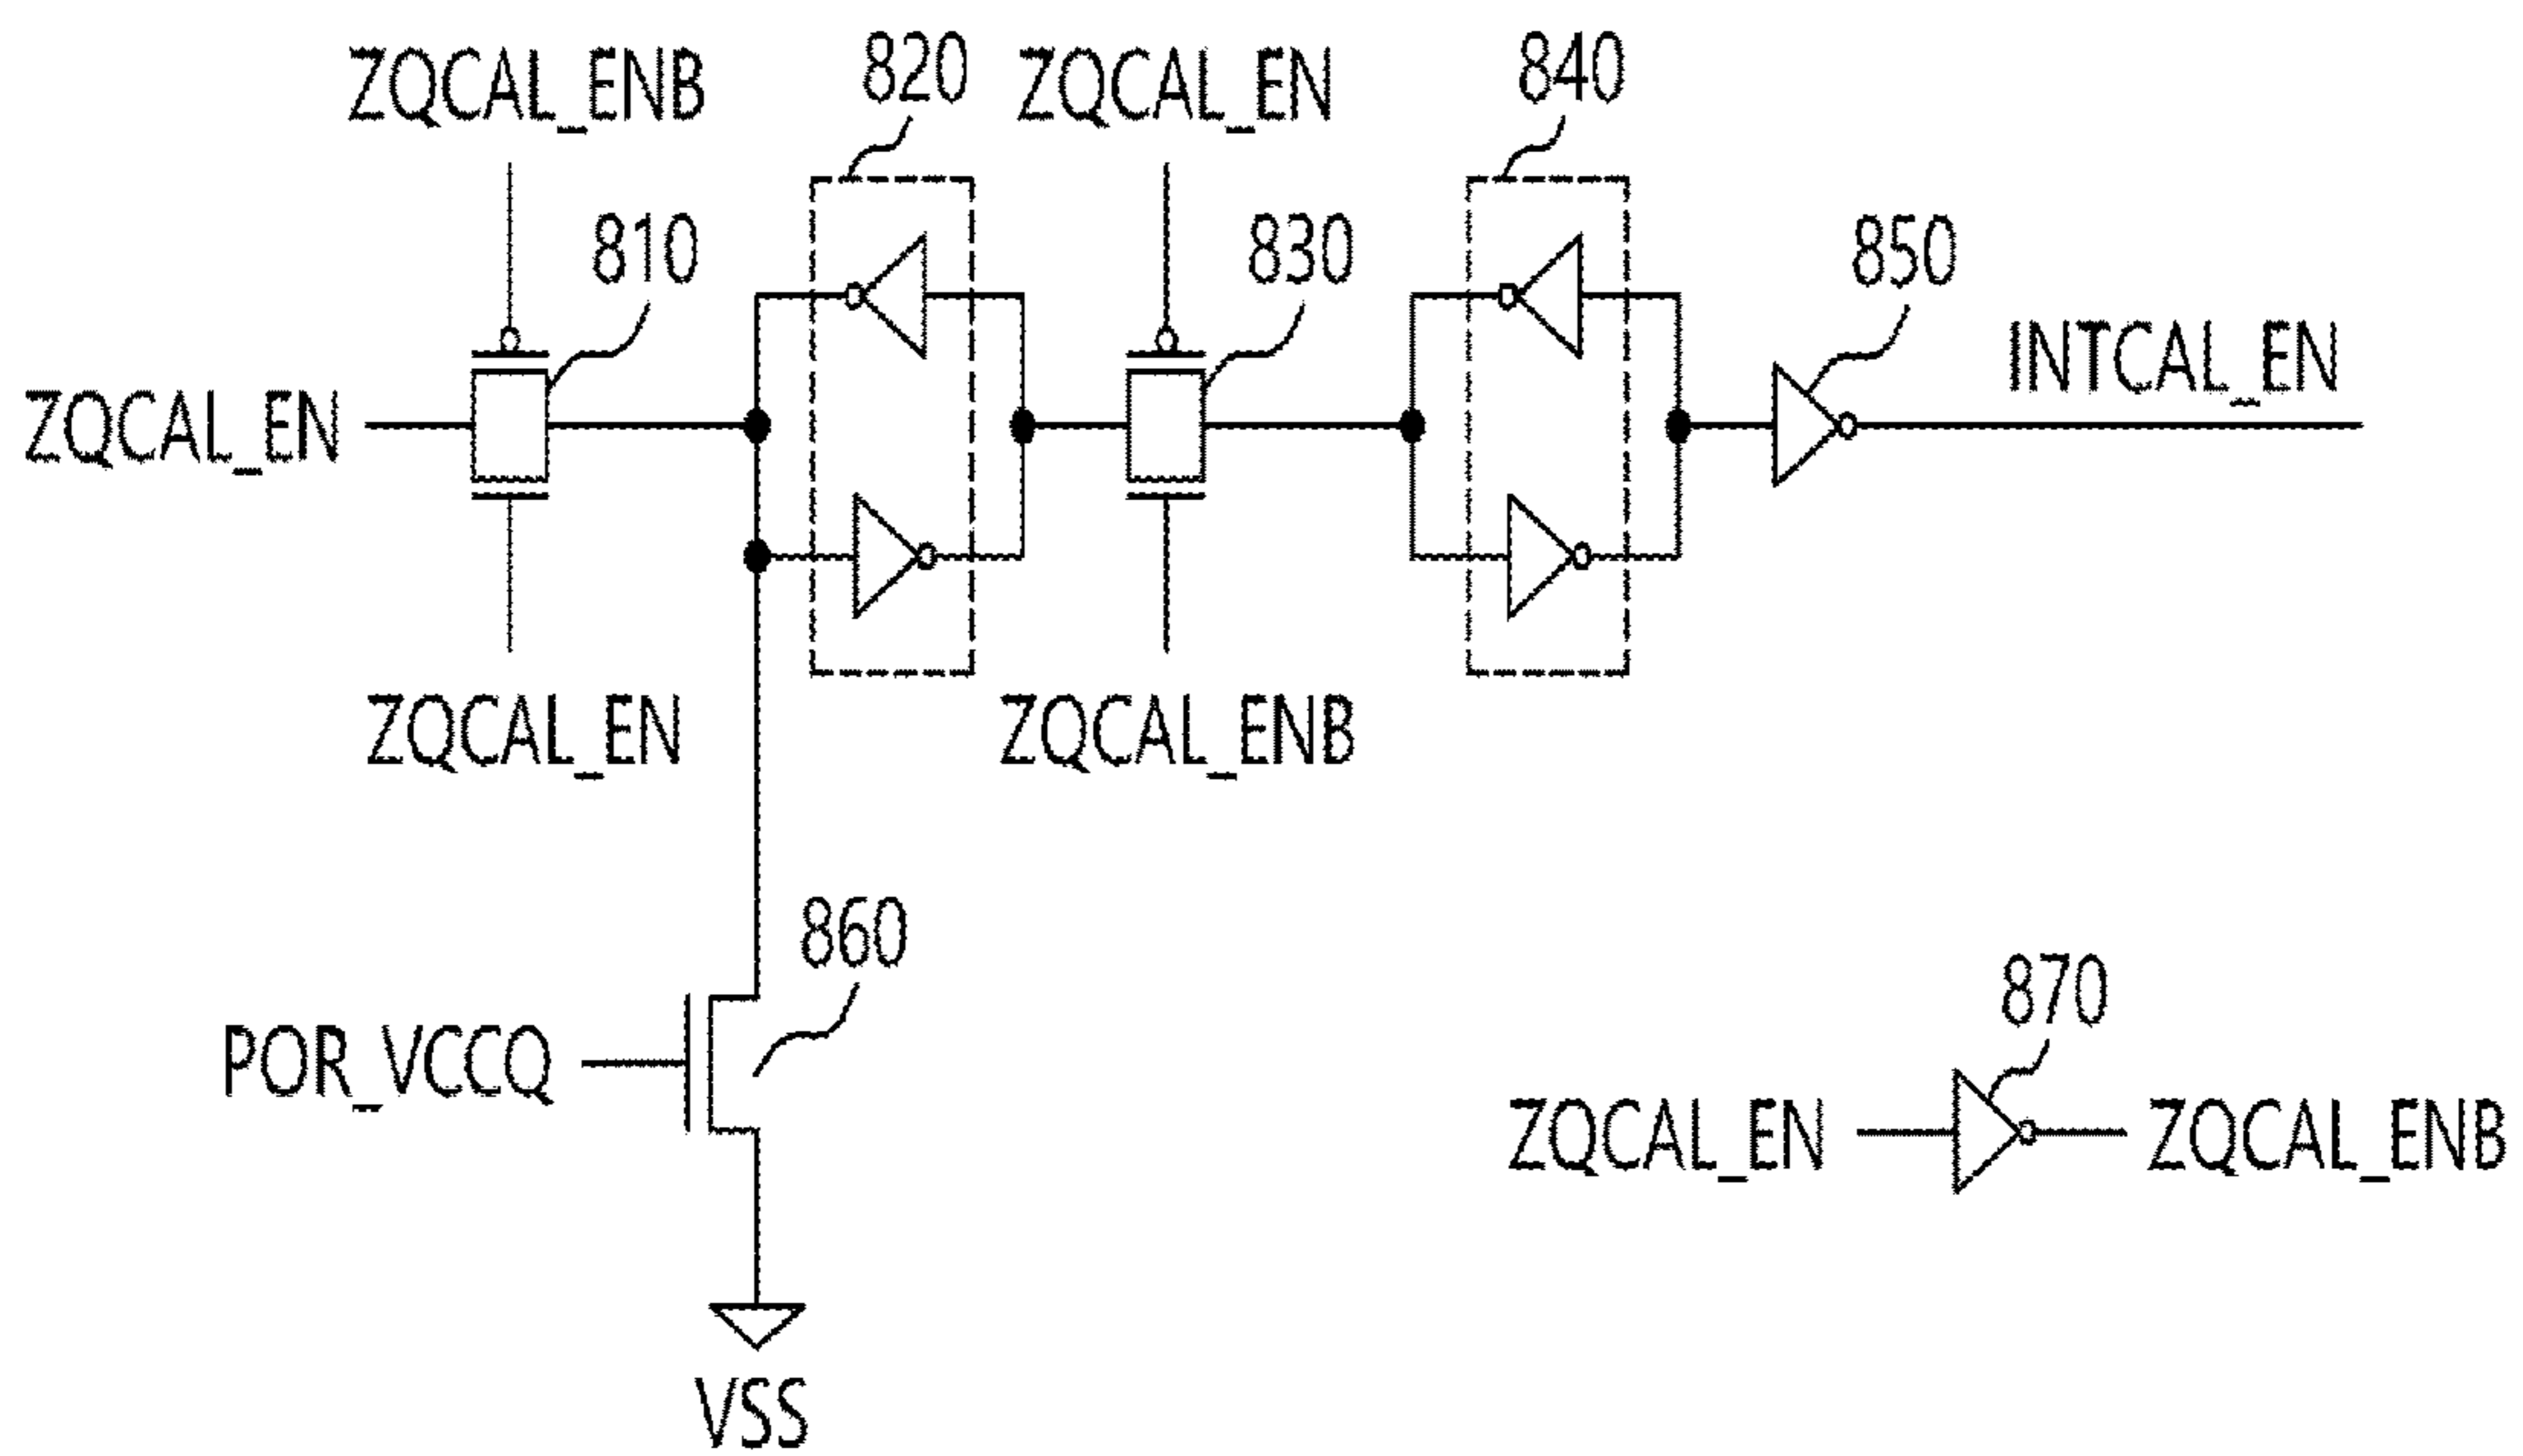 820
ZQCAL_ENB
ZQCAL_EN
840
810
830
850
INTCAL_EN
ZQCAL_EN
ZQCAL_EN
ZQCAL_ENB
860
POR_VCCQ
870
ZQCAL_EN
ZQCAL_ENB
VSS